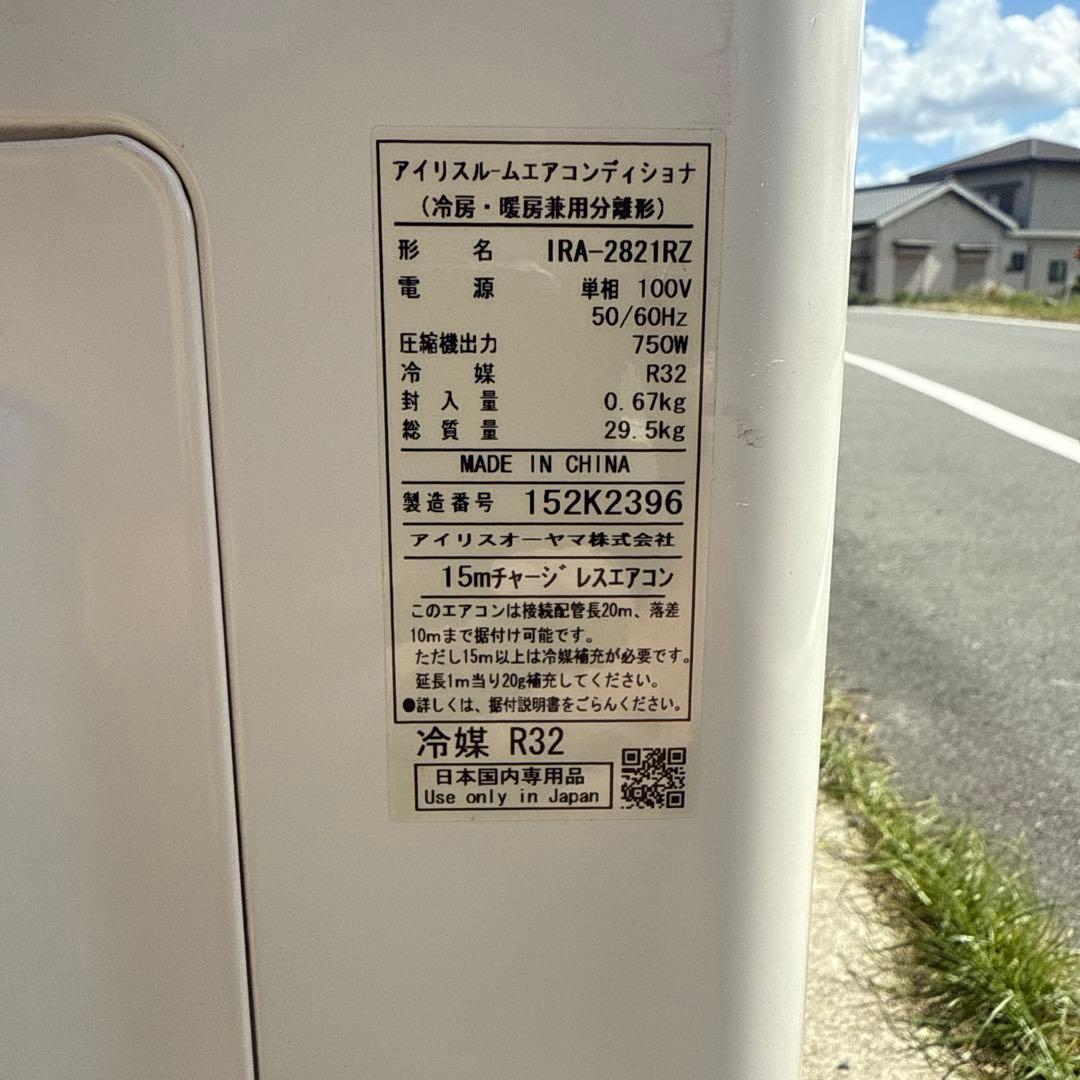 アイリスルームエアコンディショナ
(冷房・暖房兼用分離形)
形名 IRA-2821RZ
電源 単相 100V
50/60Hz
圧縮機出力 750W
冷媒 R32
封入量 0.67kg
総質量 29.5kg
MADE IN CHINA
製造番号 152K2396
アイリスオーヤマ株式会社
15mチャージレスエアコン
このエアコンは接続配管長20m、落差
10mまで据付け可能です。
ただし15m以上は冷媒補充が必要です。
延長1m当り20g補充してください。
●詳しくは、据付説明書をごらんください。
冷媒 R32
日本国内専用品
Use only in Japan